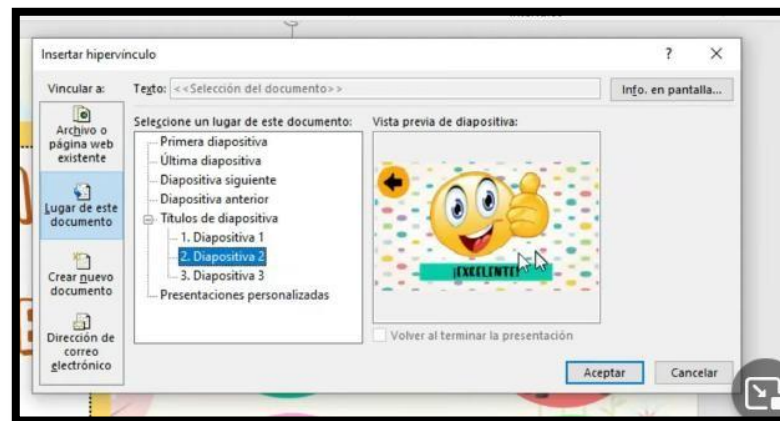 Insertar hipervínculo
? X
Vincular a:
Texto: <<Selección del documento>>
Info. en pantalla...
Archivo o
página web
existente
Lugar de este
documento
Crear nuevo
documento
Dirección de
correo
electrónico
Seleccione un lugar de este documento:
Primera diapositiva
Última diapositiva
Diapositiva siguiente
Diapositiva anterior
Títulos de diapositiva
1. Diapositiva 1
2. Diapositiva 2
3. Diapositiva 3
Presentaciones personalizadas
Vista previa de diapositiva:
¡EXCELENTE!
Volver al terminar la presentación
Aceptar
Cancelar